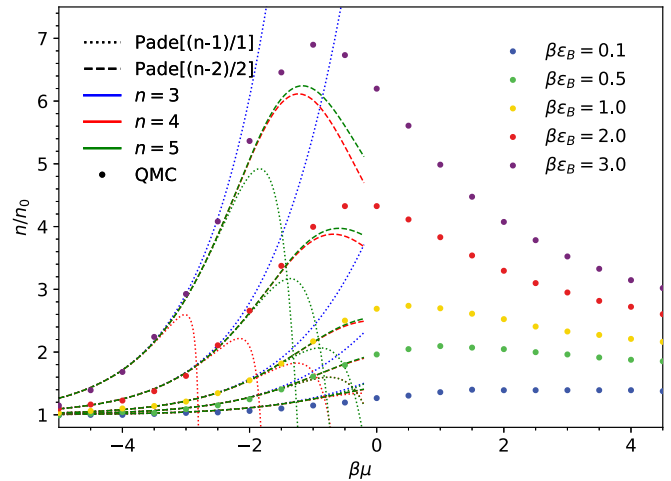 Pade[(n-1)/1]
Pade[(n-2)/2]
n = 3
n = 4
n = 5
QMC
βε_B = 0.1
βε_B = 0.5
βε_B = 1.0
βε_B = 2.0
βε_B = 3.0
7
6
5
4
3
2
1
n/n₀
−4
−2
0
2
4
βμ